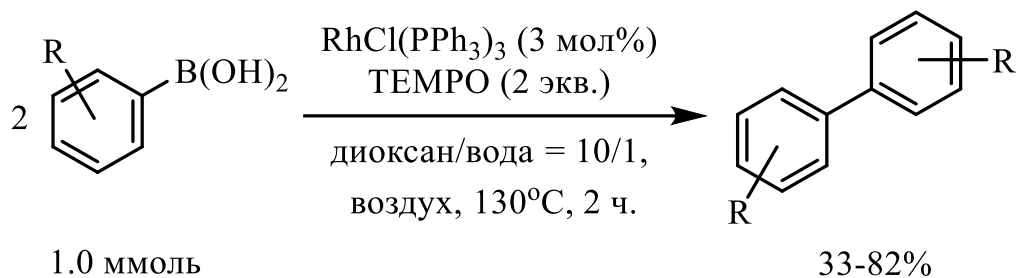 R
B(OH)₂
2
RhCl(PPh₃)₃ (3 мол%)
TEMPO (2 экв.)
диоксан/вода = 10/1,
воздух, 130°C, 2 ч.
R
R
1.0 ммоль
33-82%